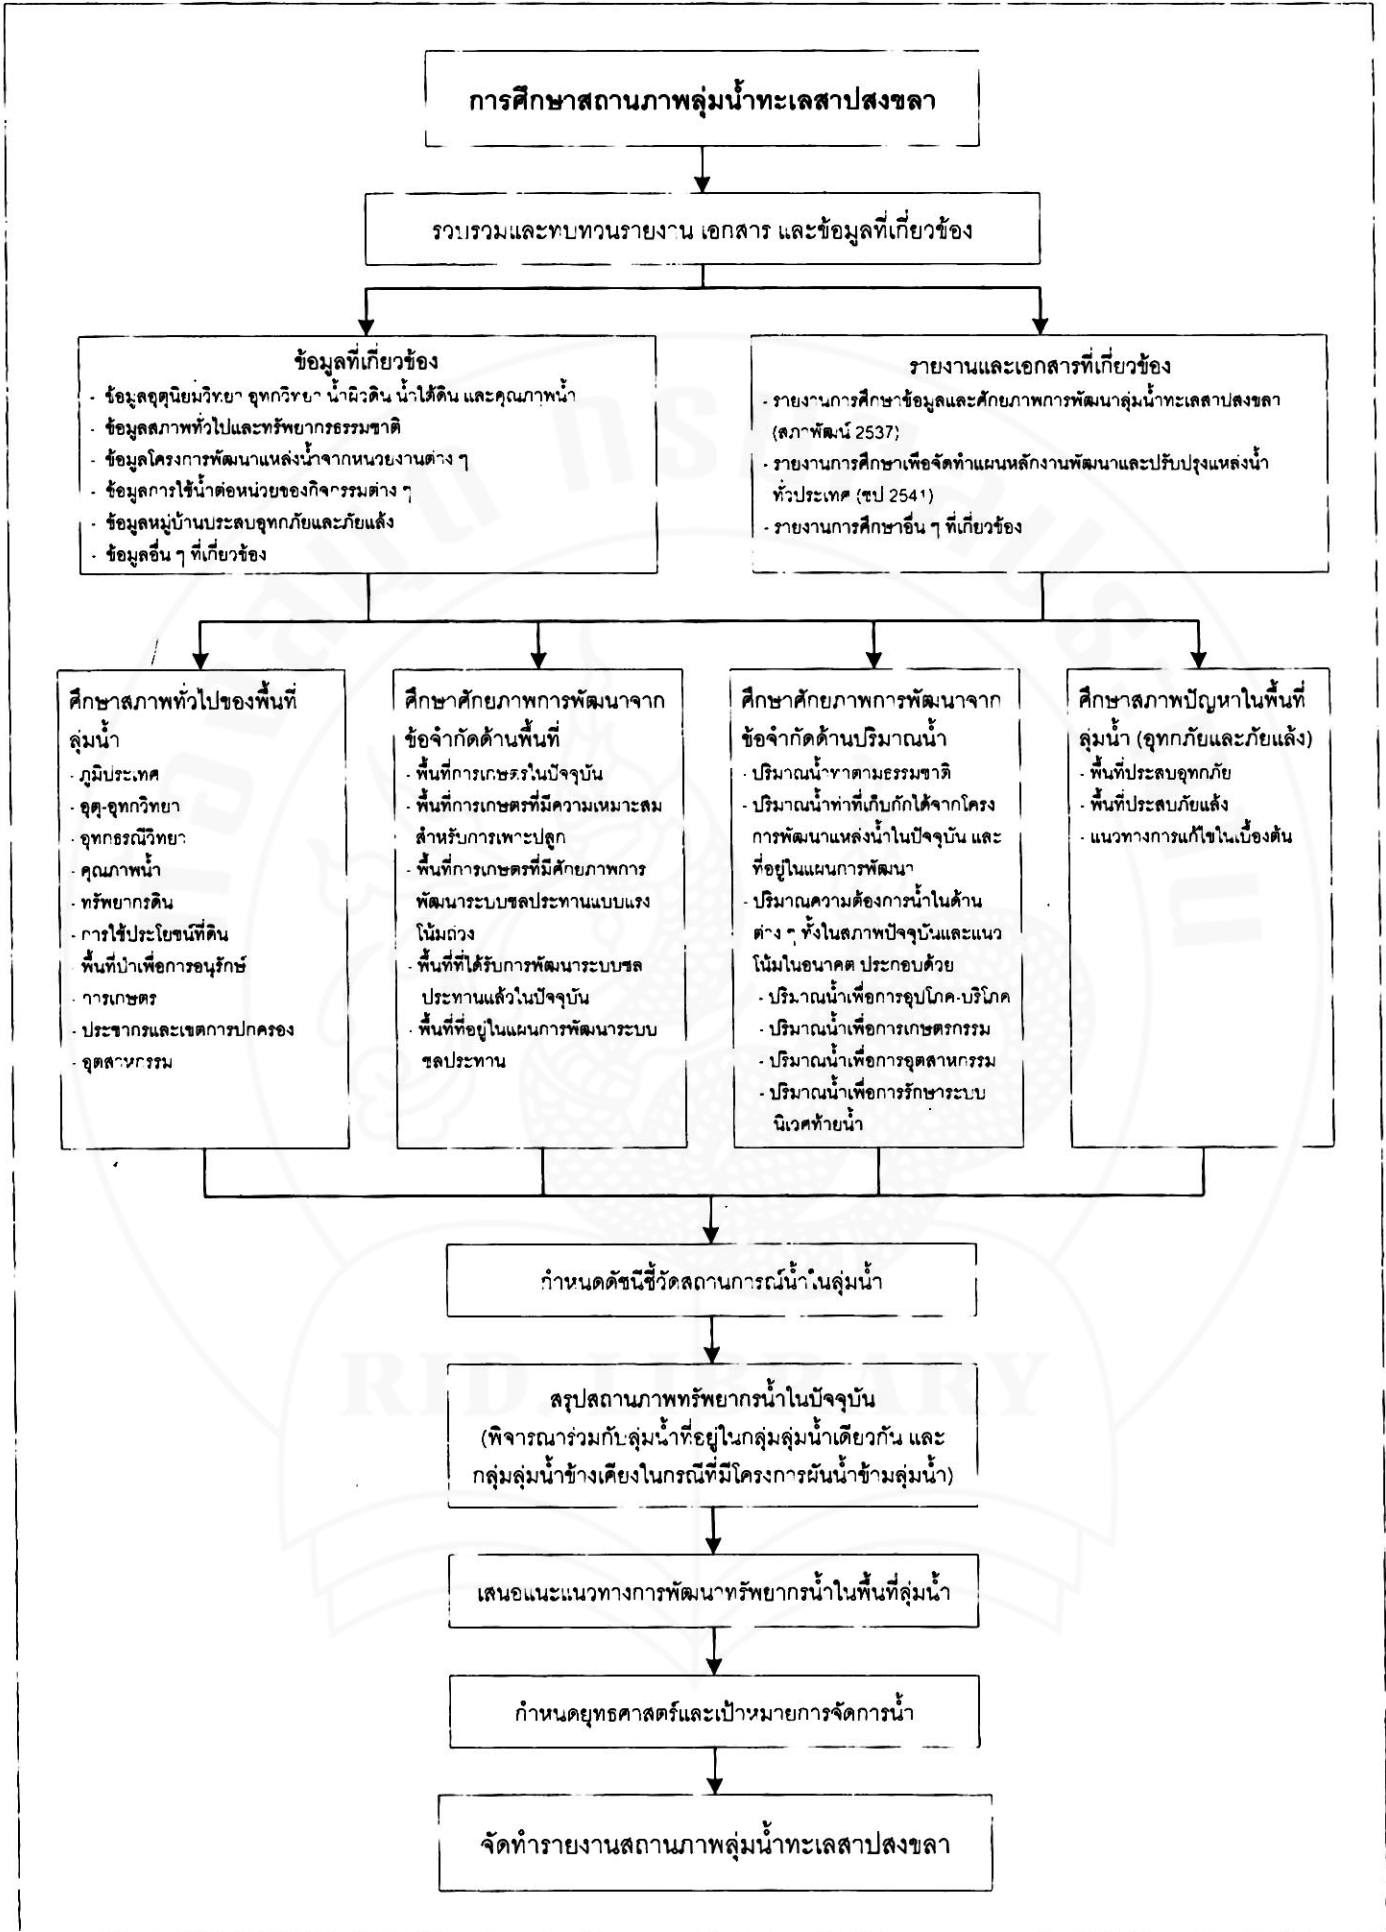 การศึกษาสถานภาพลุ่มน้ำทะเลสาปสงขลา
รวบรวมและทบทวนรายงาน เอกสาร และข้อมูลที่เกี่ยวข้อง
ข้อมูลที่เกี่ยวข้อง
- ข้อมูลอุตุนิยมวิทยา อุทกวิทยา น้ำผิวดิน น้ำใต้ดิน และคุณภาพน้ำ
- ข้อมูลสภาพทั่วไปและทรัพยากรธรรมชาติ
- ข้อมูลโครงการพัฒนาแหล่งน้ำจากหน่วยงานต่าง ๆ
- ข้อมูลการใช้น้ำต่อหน่วยของกิจกรรมต่าง ๆ
- ข้อมูลหมู่บ้านประสบอุทกภัยและภัยแล้ง
- ข้อมูลอื่น ๆ ที่เกี่ยวข้อง
รายงานและเอกสารที่เกี่ยวข้อง
- รายงานการศึกษาข้อมูลและศักยภาพการพัฒนาลุ่มน้ำทะเลสาปสงขลา
(สภาพัฒน์ 2537)
- รายงานการศึกษาเพื่อจัดทำแผนหลักงานพัฒนาและปรับปรุงแหล่งน้ำ
ทั่วประเทศ (ชป 2541)
- รายงานการศึกษาอื่น ๆ ที่เกี่ยวข้อง
ศึกษาสภาพทั่วไปของพื้นที่
ลุ่มน้ำ
- ภูมิประเทศ
- อุตุ-อุทกวิทยา
- อุทกธรณีวิทยา
- คุณภาพน้ำ
- ทรัพยากรดิน
- การใช้ประโยชน์ที่ดิน
- พื้นที่ป่าเพื่อการอนุรักษ์
- การเกษตร
- ประชากรและเขตการปกครอง
- อุตสาหกรรม
ศึกษาศักยภาพการพัฒนาจาก
ข้อจำกัดด้านพื้นที่
- พื้นที่การเกษตรในปัจจุบัน
- พื้นที่การเกษตรที่มีความเหมาะสม
สำหรับการเพาะปลูก
- พื้นที่การเกษตรที่มีศักยภาพการ
พัฒนาระบบชลประทานแบบแรง
โน้มถ่วง
- พื้นที่ที่ได้รับการพัฒนาระบบชล
ประทานแล้วในปัจจุบัน
- พื้นที่ที่อยู่ในแผนการพัฒนาระบบ
ชลประทาน
ศึกษาศักยภาพการพัฒนาจาก
ข้อจำกัดด้านปริมาณน้ำ
- ปริมาณน้ำท่าตามธรรมชาติ
- ปริมาณน้ำท่าที่เก็บกักได้จากโครง
การพัฒนาแหล่งน้ำในปัจจุบัน และ
ที่อยู่ในแผนการพัฒนา
- ปริมาณความต้องการน้ำในด้าน
ต่าง ๆ ทั้งในสภาพปัจจุบันและแนว
โน้มในอนาคต ประกอบด้วย
- ปริมาณน้ำเพื่อการอุปโภค-บริโภค
- ปริมาณน้ำเพื่อการเกษตรกรรม
- ปริมาณน้ำเพื่อการอุตสาหกรรม
- ปริมาณน้ำเพื่อการรักษาระบบ
นิเวศท้ายน้ำ
ศึกษาสภาพปัญหาในพื้นที่
ลุ่มน้ำ (อุทกภัยและภัยแล้ง)
- พื้นที่ประสบอุทกภัย
- พื้นที่ประสบภัยแล้ง
- แนวทางการแก้ไขในเบื้องต้น
กำหนดดัชนีชี้วัดสถานการณ์น้ำในลุ่มน้ำ
สรุปสถานภาพทรัพยากรน้ำในปัจจุบัน
(พิจารณาร่วมกับลุ่มน้ำที่อยู่ในกลุ่มลุ่มน้ำเดียวกัน และ
กลุ่มลุ่มน้ำข้างเคียงในกรณีที่มีโครงการผันน้ำข้ามลุ่มน้ำ)
เสนอแนะแนวทางการพัฒนาทรัพยากรน้ำในพื้นที่ลุ่มน้ำ
กำหนดยุทธศาสตร์และเป้าหมายการจัดการน้ำ
จัดทำรายงานสถานภาพลุ่มน้ำทะเลสาปสงขลา
ห้องสมุด กรมชลประทาน
RID LIBRARY